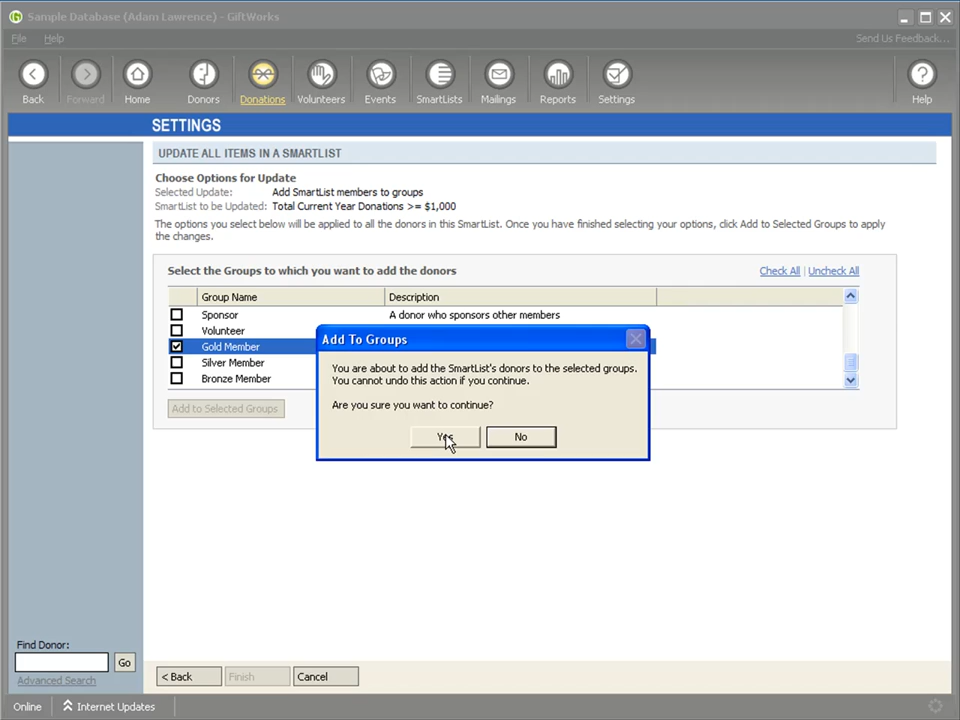 Sample Database (Adam Lawrence) - GiftWorks
File Help Send Us Feedback...
Back Forward Home Donors Donations Volunteers Events SmartLists Mailings Reports Settings Help
SETTINGS
UPDATE ALL ITEMS IN A SMARTLIST
Choose Options for Update
Selected Update: Add SmartList members to groups
SmartList to be Updated: Total Current Year Donations >= $1,000
The options you select below will be applied to all the donors in this SmartList. Once you have finished selecting your options, click Add to Selected Groups to apply
the changes.
Select the Groups to which you want to add the donors Check All | Uncheck All
Group Name Description
Sponsor A donor who sponsors other members
Volunteer
Gold Member
Silver Member
Bronze Member
Add to Selected Groups
Add To Groups
You are about to add the SmartList's donors to the selected groups.
You cannot undo this action if you continue.
Are you sure you want to continue?
Yes No
Find Donor:
Go
Advanced Search
< Back Finish Cancel
Online Internet Updates